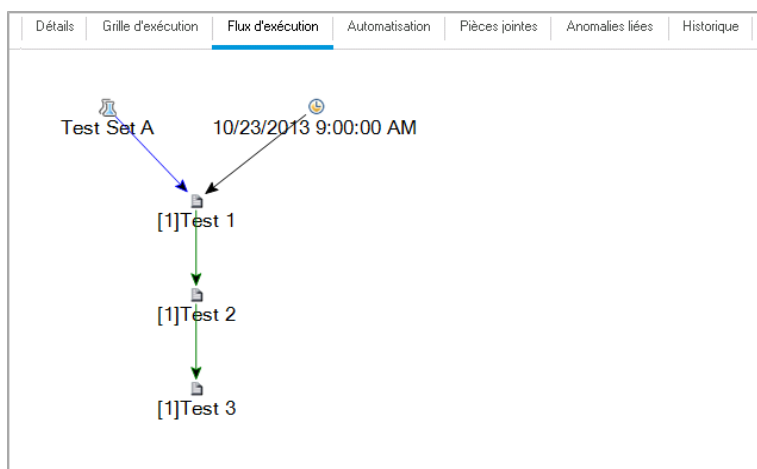 Détails Grille d'exécution Flux d'exécution Automatisation Pièces jointes Anomalies liées Historique
Test Set A 10/23/2013 9:00:00 AM
[1]Test 1
[1]Test 2
[1]Test 3